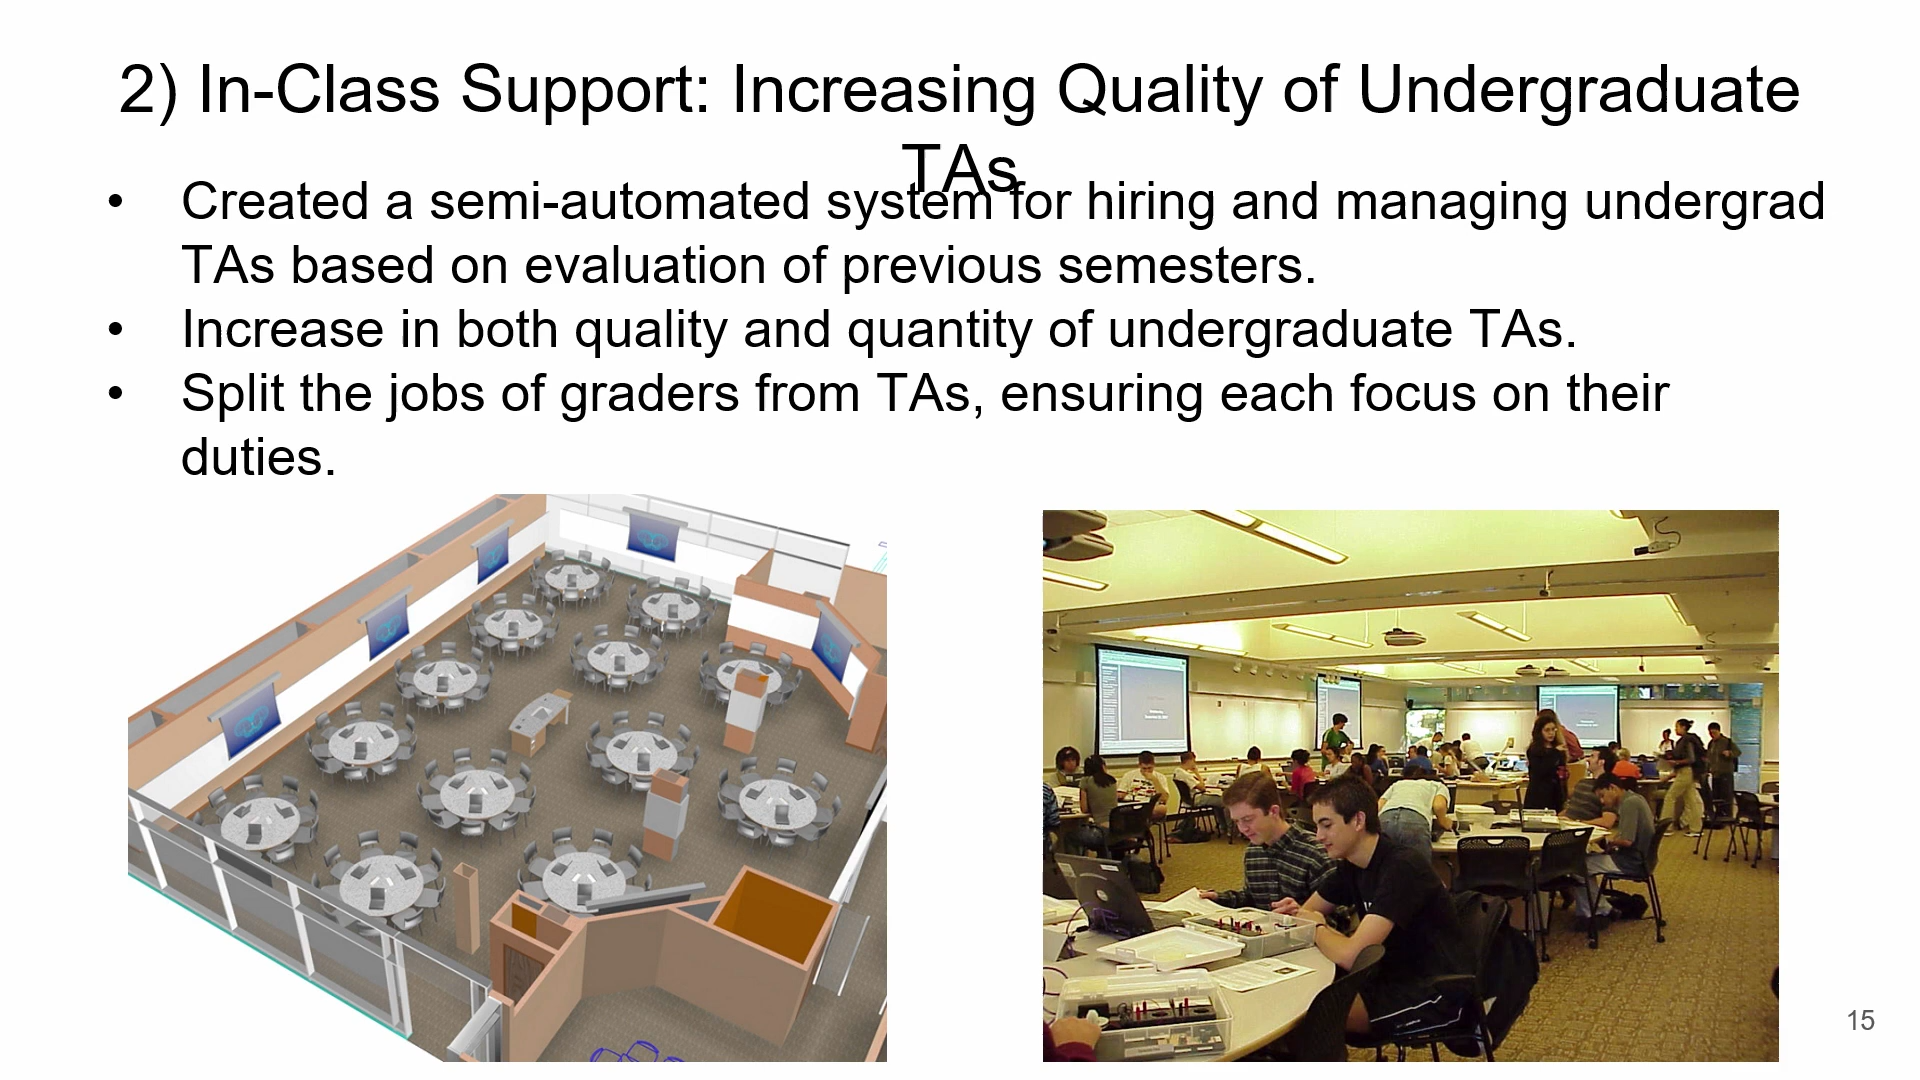 2) In-Class Support: Increasing Quality of Undergraduate
TAs
• Created a semi-automated system for hiring and managing undergrad
TAs based on evaluation of previous semesters.
• Increase in both quality and quantity of undergraduate TAs.
• Split the jobs of graders from TAs, ensuring each focus on their
duties.
15